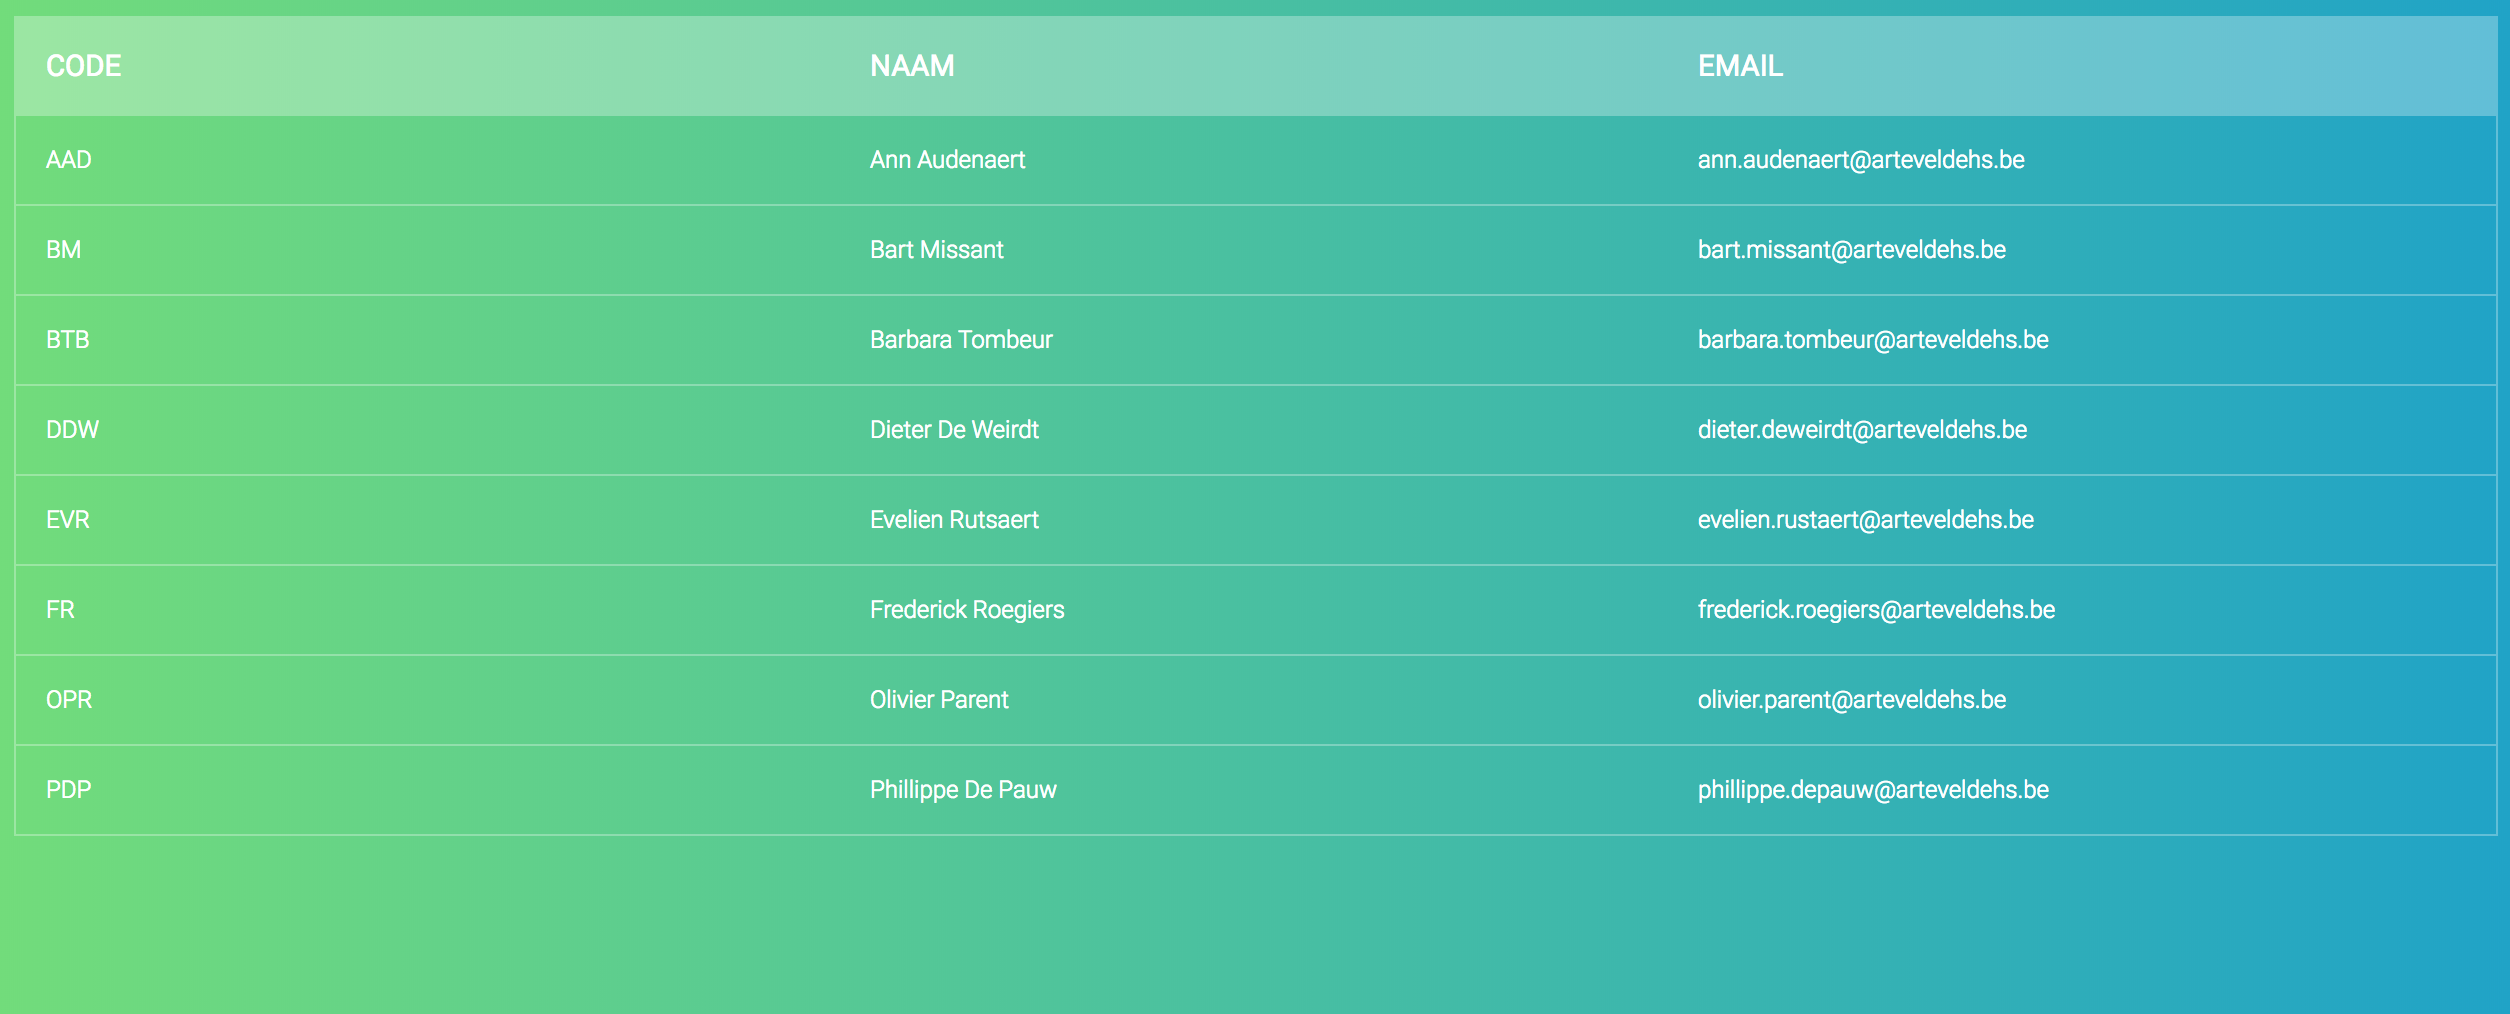 CODE NAAM EMAIL
AAD Ann Audenaert ann.audenaert@arteveldehs.be
BM Bart Missant bart.missant@arteveldehs.be
BTB Barbara Tombeur barbara.tombeur@arteveldehs.be
DDW Dieter De Weirdt dieter.deweirdt@arteveldehs.be
EVR Evelien Rutsaert evelien.rustaert@arteveldehs.be
FR Frederick Roegiers frederick.roegiers@arteveldehs.be
OPR Olivier Parent olivier.parent@arteveldehs.be
PDP Phillippe De Pauw phillippe.depauw@arteveldehs.be